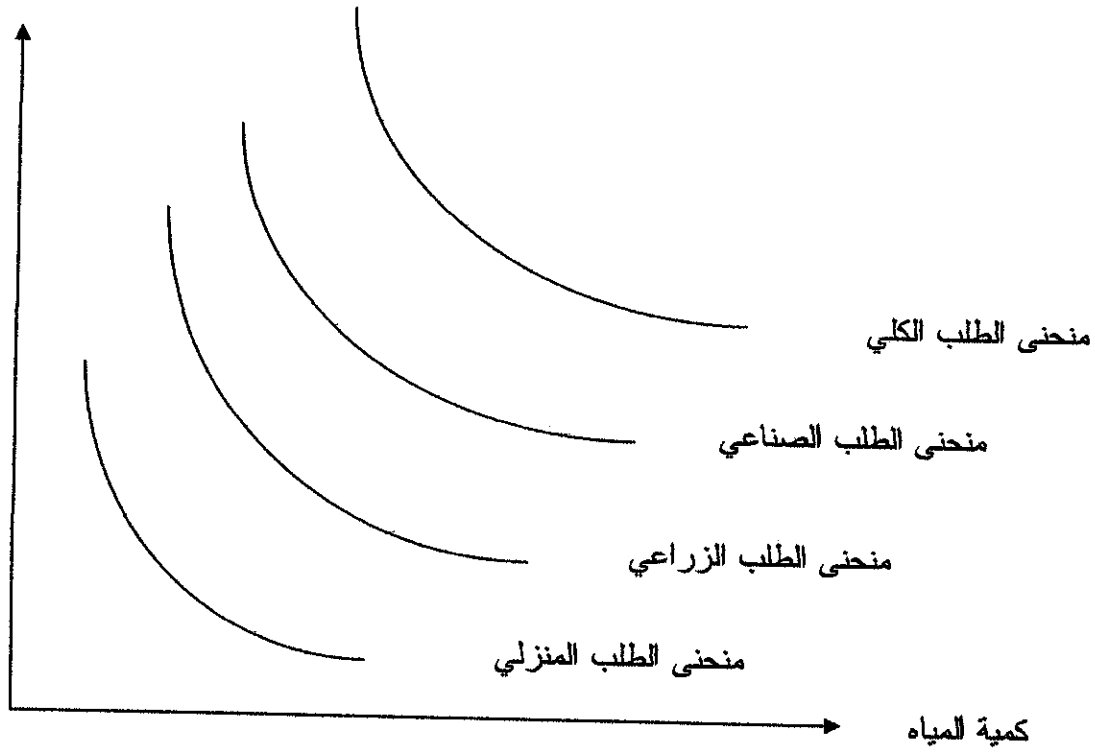 منحنى الطلب الكلي
منحنى الطلب الصناعي
منحنى الطلب الزراعي
منحنى الطلب المنزلي
كمية المياه